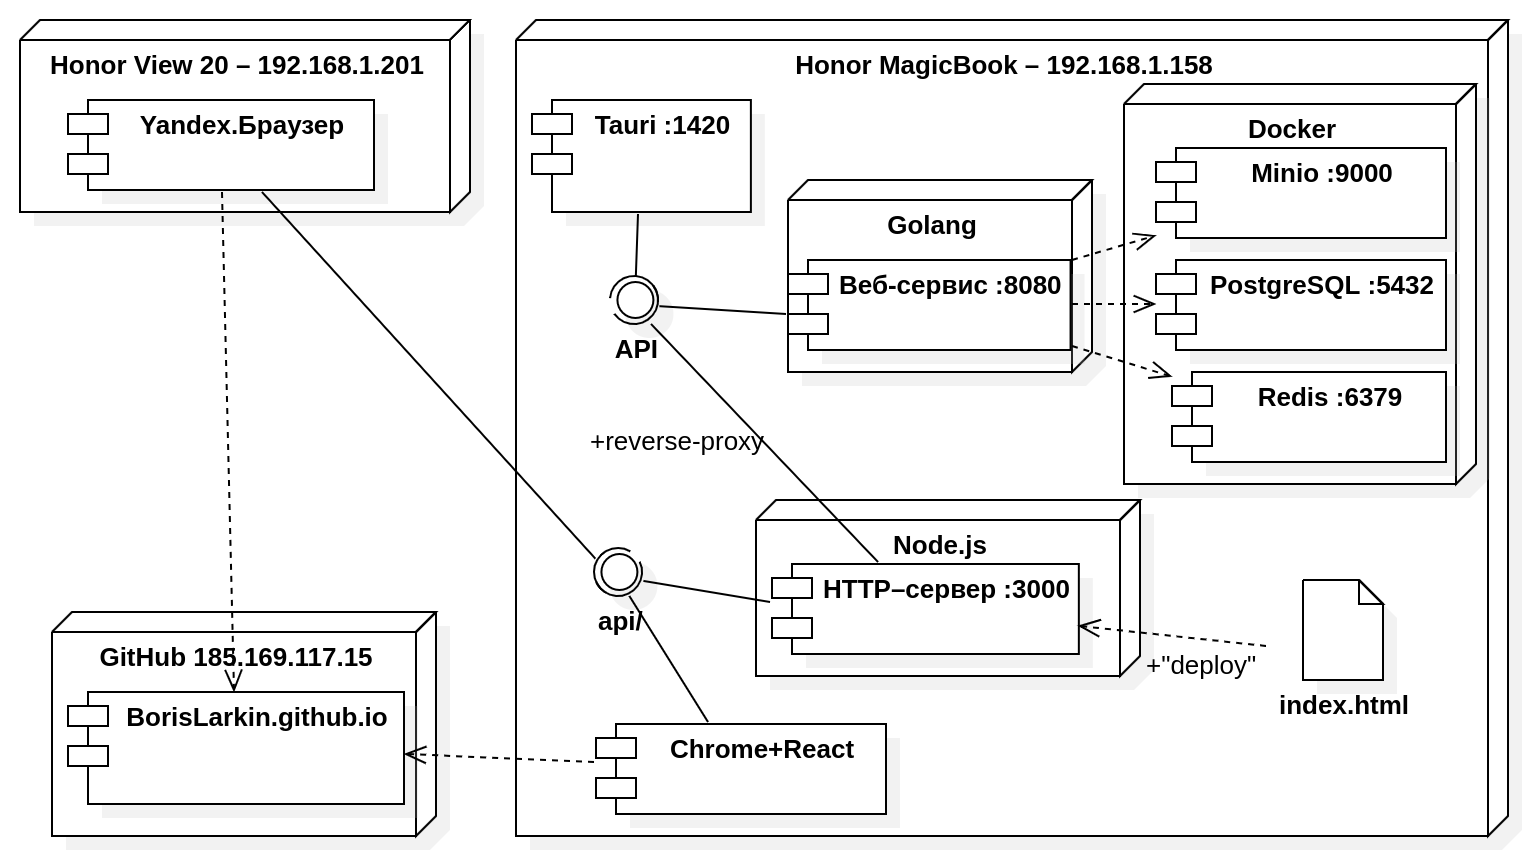 Honor View 20 – 192.168.1.201
Yandex.Браузер
Honor MagicBook – 192.168.1.158
Tauri :1420
Docker
Minio :9000
Golang
Веб-сервис :8080
PostgreSQL :5432
API
Redis :6379
+reverse-proxy
Node.js
HTTP–сервер :3000
api/
GitHub 185.169.117.15
+"deploy"
index.html
BorisLarkin.github.io
Chrome+React